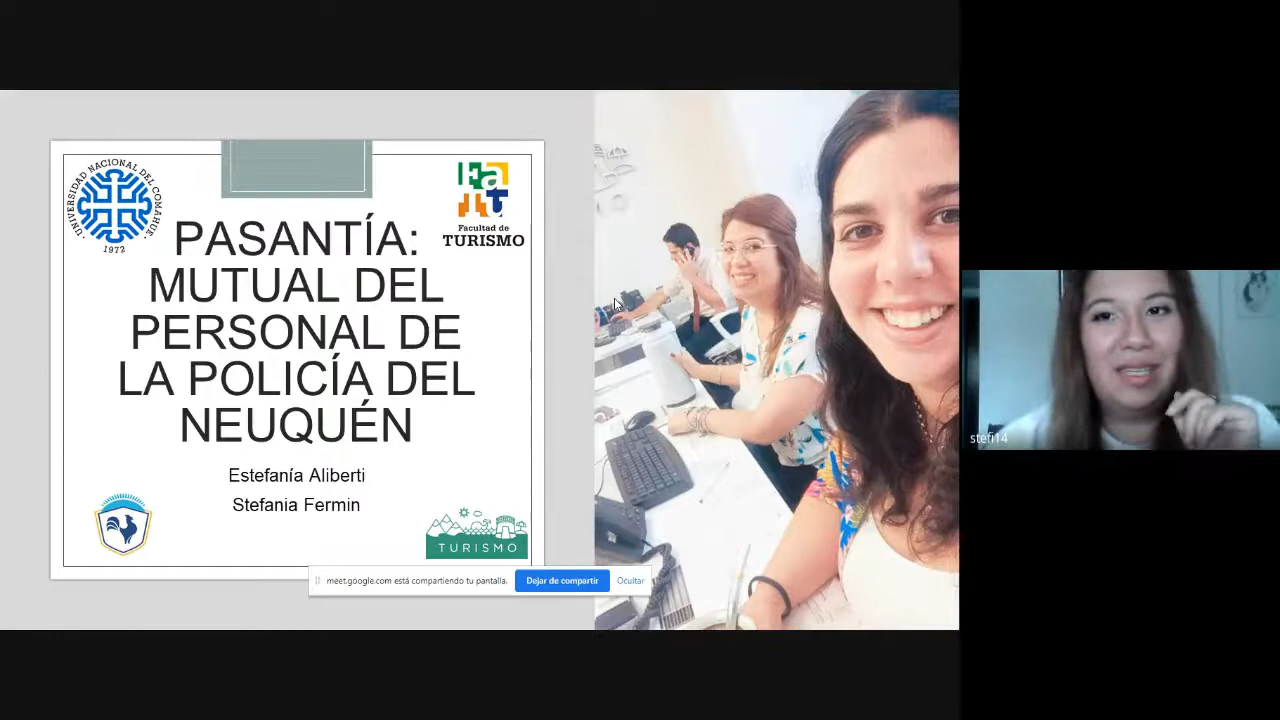 UNIVERSIDAD NACIONAL DEL COMAHUE
1972
Fa
t
Facultad de
TURISMO
PASANTÍA:
MUTUAL DEL
PERSONAL DE
LA POLICÍA DEL
NEUQUÉN
Estefanía Aliberti
Stefania Fermin
TURISMO
meet.google.com está compartiendo tu pantalla.
Dejar de compartir
Ocultar
stefi14